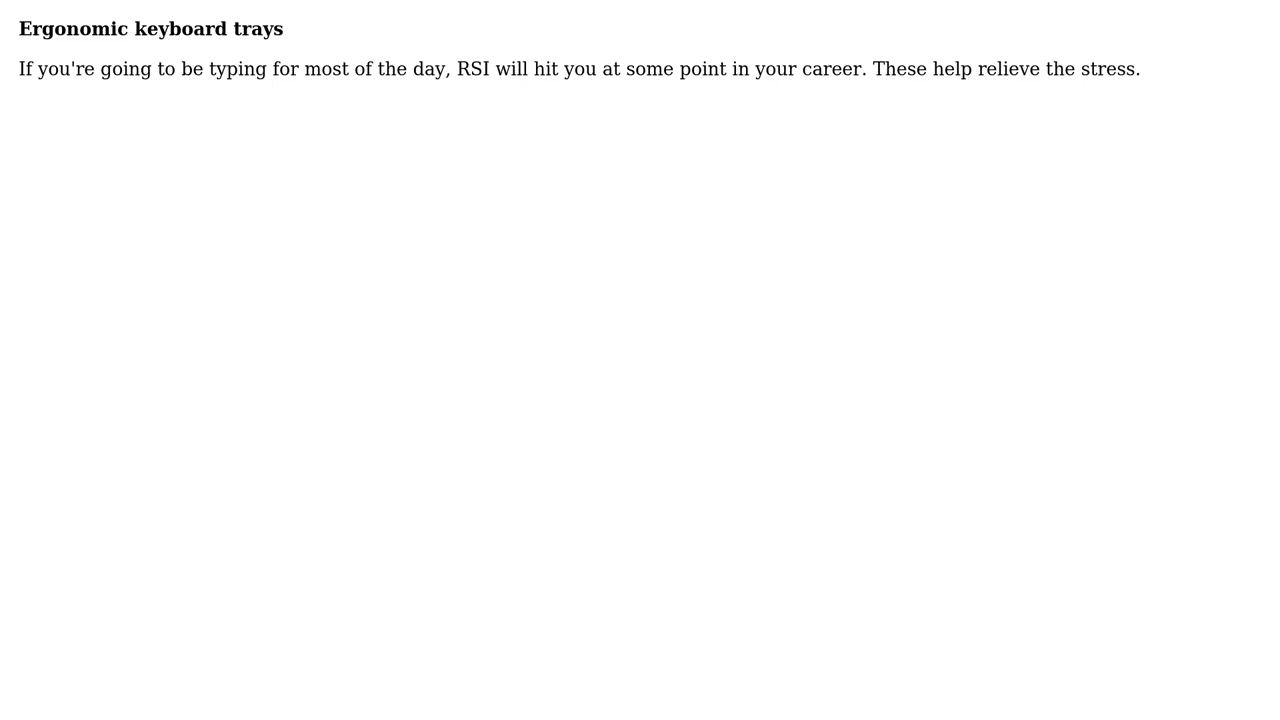 Ergonomic keyboard trays
If you're going to be typing for most of the day, RSI will hit you at some point in your career. These help relieve the stress.